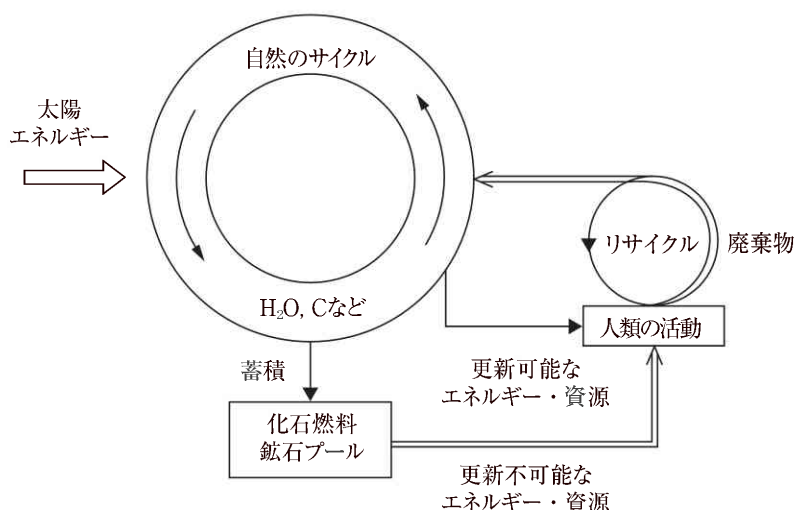 自然のサイクル
太陽
エネルギー
H₂O, Cなど
リサイクル
廃棄物
人類の活動
蓄積
更新可能な
エネルギー・資源
化石燃料
鉱石プール
更新不可能な
エネルギー・資源